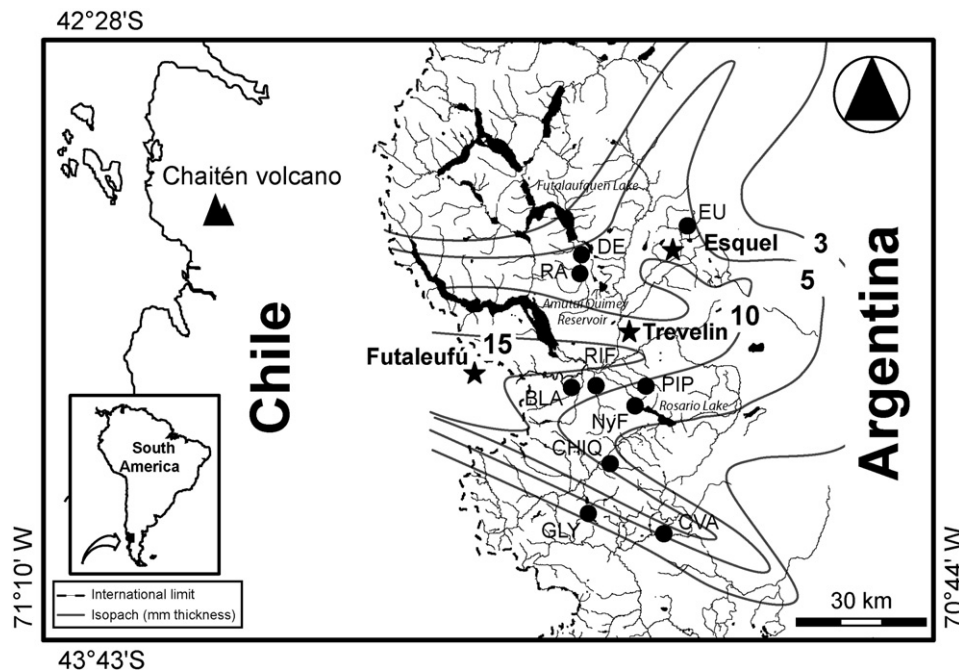 42°28'S
Chaitén volcano
Futalaufquen Lake
EU
DE
Esquel
3
RA
5
Amutui Quimey
Reservoir
10
Trevelin
15
Futaleufú
RIF
PIP
BLA
Rosario Lake
NyF
CHIQ
GLY
CVA
Chile
Argentina
South
America
International limit
Isopach (mm thickness)
30 km
71°10' W
70°44' W
43°43'S